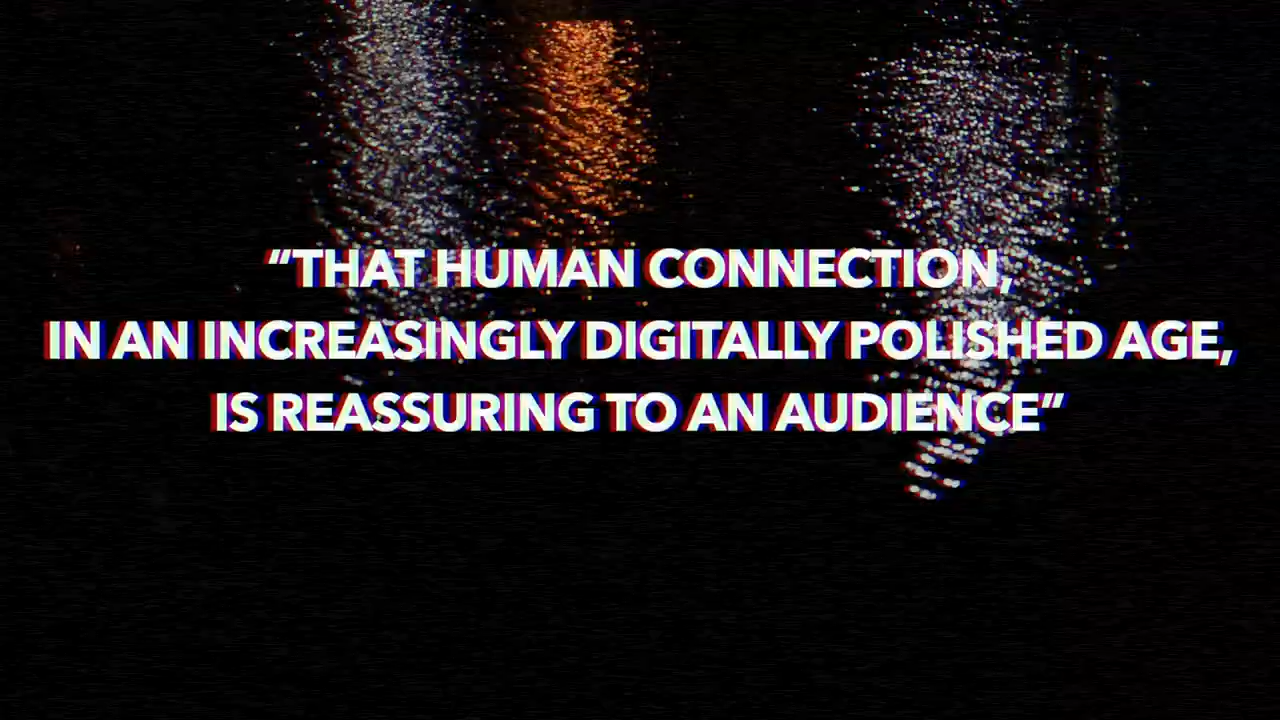 “THAT HUMAN CONNECTION,
IN AN INCREASINGLY DIGITALLY POLISHED AGE,
IS REASSURING TO AN AUDIENCE”